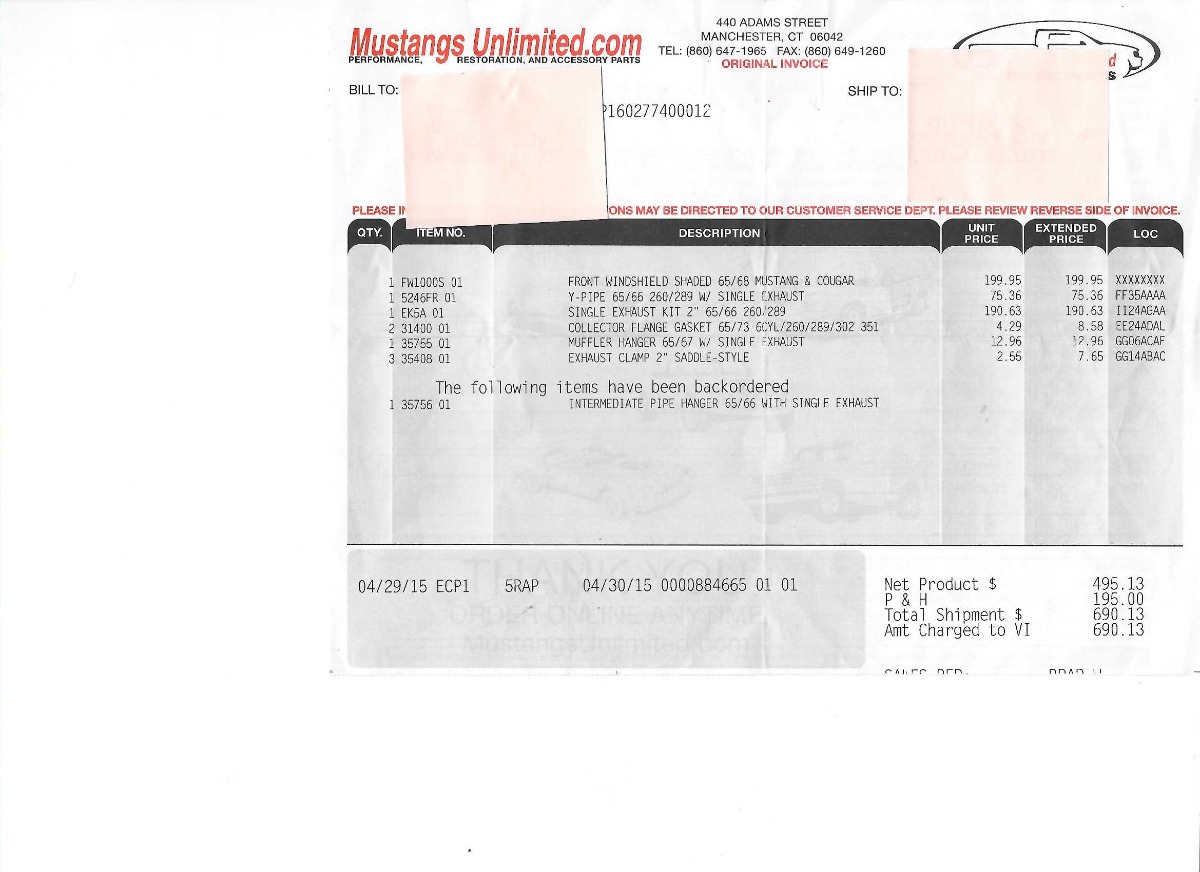 Mustangs Unlimited.com
PERFORMANCE, RESTORATION, AND ACCESSORY PARTS
440 ADAMS STREET
MANCHESTER, CT 06042
TEL: (860) 647-1965 FAX: (860) 649-1260
ORIGINAL INVOICE
BILL TO:
160277400012
SHIP TO:
PLEASE ONS MAY BE DIRECTED TO OUR CUSTOMER SERVICE DEPT. PLEASE REVIEW REVERSE SIDE OF INVOICE.
QTY. ITEM NO. DESCRIPTION UNIT PRICE EXTENDED PRICE LOC
1 FW1000S 01 FRONT WINDSHIELD SHADED 65/68 MUSTANG & COUGAR 199.95 199.95 XXXXXXXX
1 5246FR 01 Y-PIPE 65/66 260/289 W/ SINGLE EXHAUST 75.36 75.36 FF35AAAA
1 EK5A 01 SINGLE EXHAUST KIT 2" 65/66 260/289 190.63 190.63 II24AGAA
2 31400 01 COLLECTOR FLANGE GASKET 65/73 6CYL/260/289/302 351 4.29 8.58 EE24ADAL
1 35755 01 MUFFLER HANGER 65/67 W/ SINGLE EXHAUST 12.96 12.96 GG06ACAF
3 35408 01 EXHAUST CLAMP 2" SADDLE-STYLE 2.55 7.65 GG14ABAC
The following items have been backordered
1 35756 01 INTERMEDIATE PIPE HANGER 65/66 WITH SINGLE EXHAUST
04/29/15 ECP1 5RAP 04/30/15 0000884665 01 01
Net Product $ 495.13
P & H 195.00
Total Shipment $ 690.13
Amt Charged to VI 690.13
THANK YOU
ORDER ONLINE ANYTIME
MustangsUnlimited.com